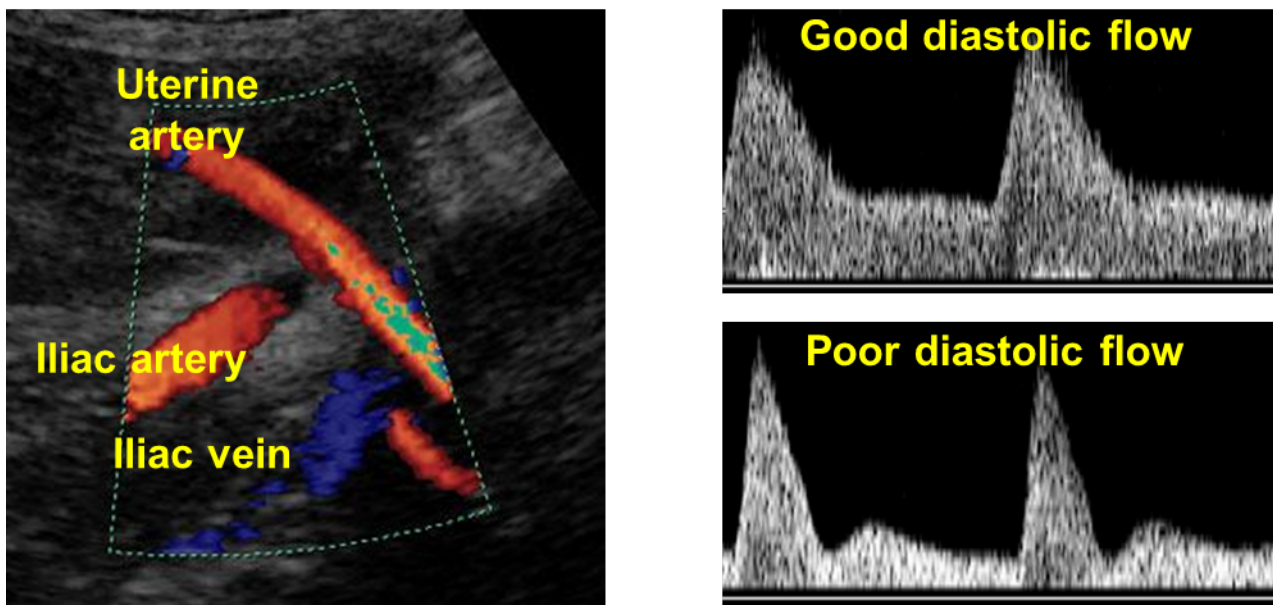 Uterine
artery
Iliac artery
Iliac vein
Good diastolic flow
Poor diastolic flow